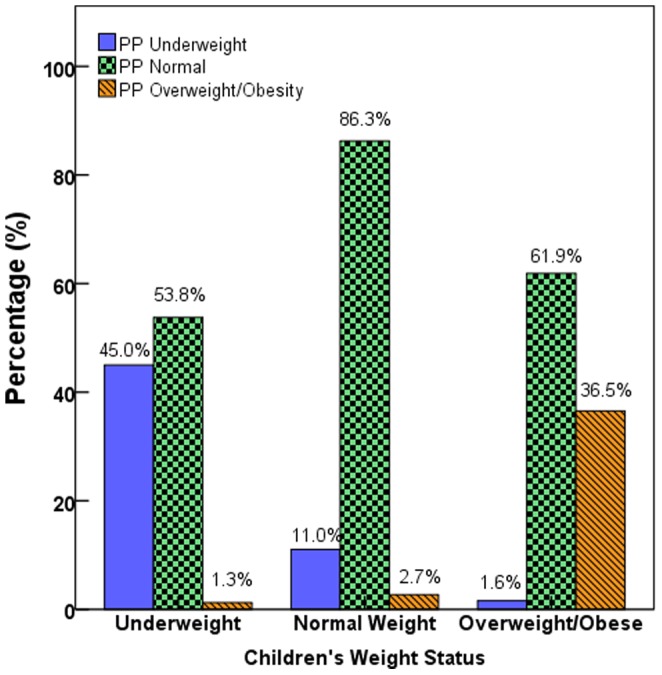 PP Underweight
PP Normal
PP Overweight/Obesity
Percentage (%)
100
80
60
40
20
0
45.0%
53.8%
1.3%
11.0%
86.3%
2.7%
1.6%
61.9%
36.5%
Underweight
Normal Weight
Overweight/Obese
Children's Weight Status